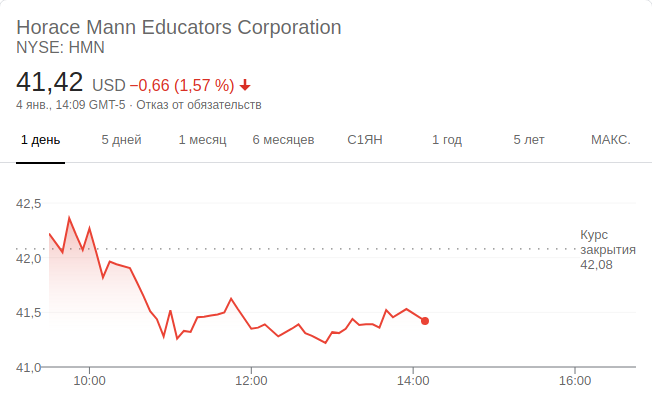 Horace Mann Educators Corporation
NYSE: HMN
41,42 USD −0,66 (1,57 %)
4 янв., 14:09 GMT-5 · Отказ от обязательств
1 день 5 дней 1 месяц 6 месяцев С1ЯН 1 год 5 лет МАКС.
42,5
Курс
закрытия
42,08
42,0
41,5
41,0
10:00 12:00 14:00 16:00